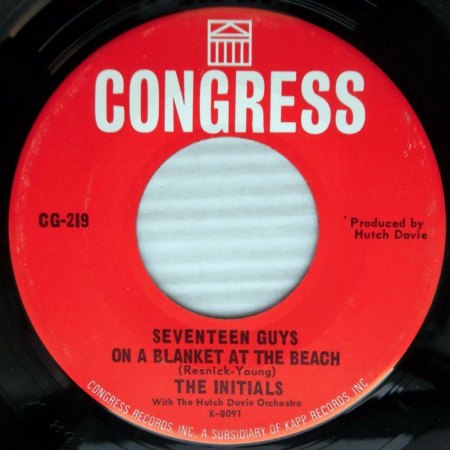 CONGRESS
CG-219
Produced by
Hutch Davie
SEVENTEEN GUYS
ON A BLANKET AT THE BEACH
(Resnick-Young)
THE INITIALS
With The Hutch Davie Orchestra
K-8091
CONGRESS RECORDS, INC., A SUBSIDIARY OF KAPP RECORDS, INC